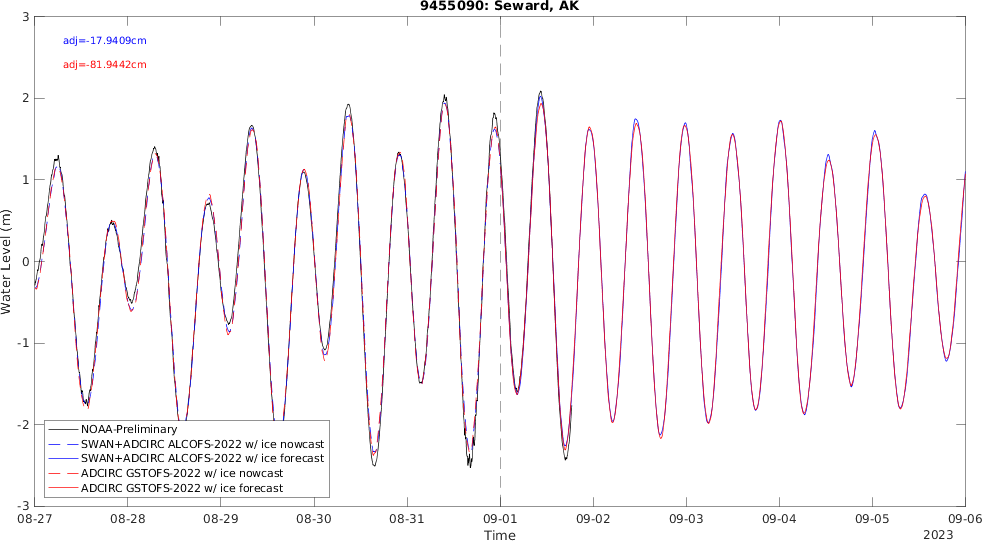 9455090: Seward, AK
adj=-17.9409cm
adj=-81.9442cm
3
2
1
0
-1
-2
-3
Water Level (m)
NOAA-Preliminary
SWAN+ADCIRC ALCOFS-2022 w/ ice nowcast
SWAN+ADCIRC ALCOFS-2022 w/ ice forecast
ADCIRC GSTOFS-2022 w/ ice nowcast
ADCIRC GSTOFS-2022 w/ ice forecast
08-27 08-28 08-29 08-30 08-31 09-01 09-02 09-03 09-04 09-05 09-06
Time
2023